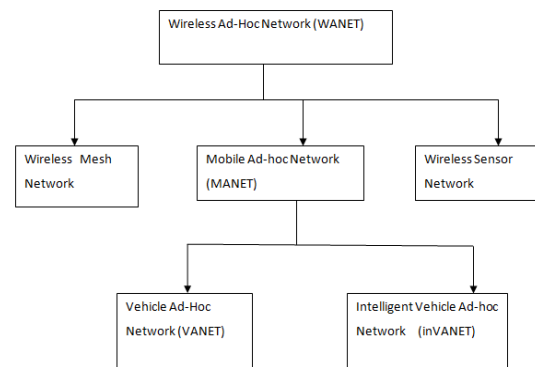 Wireless Ad-Hoc Network (WANET)
Wireless Mesh
Network
Mobile Ad-hoc Network
(MANET)
Wireless Sensor
Network
Vehicle Ad-Hoc
Network (VANET)
Intelligent Vehicle Ad-hoc
Network (inVANET)